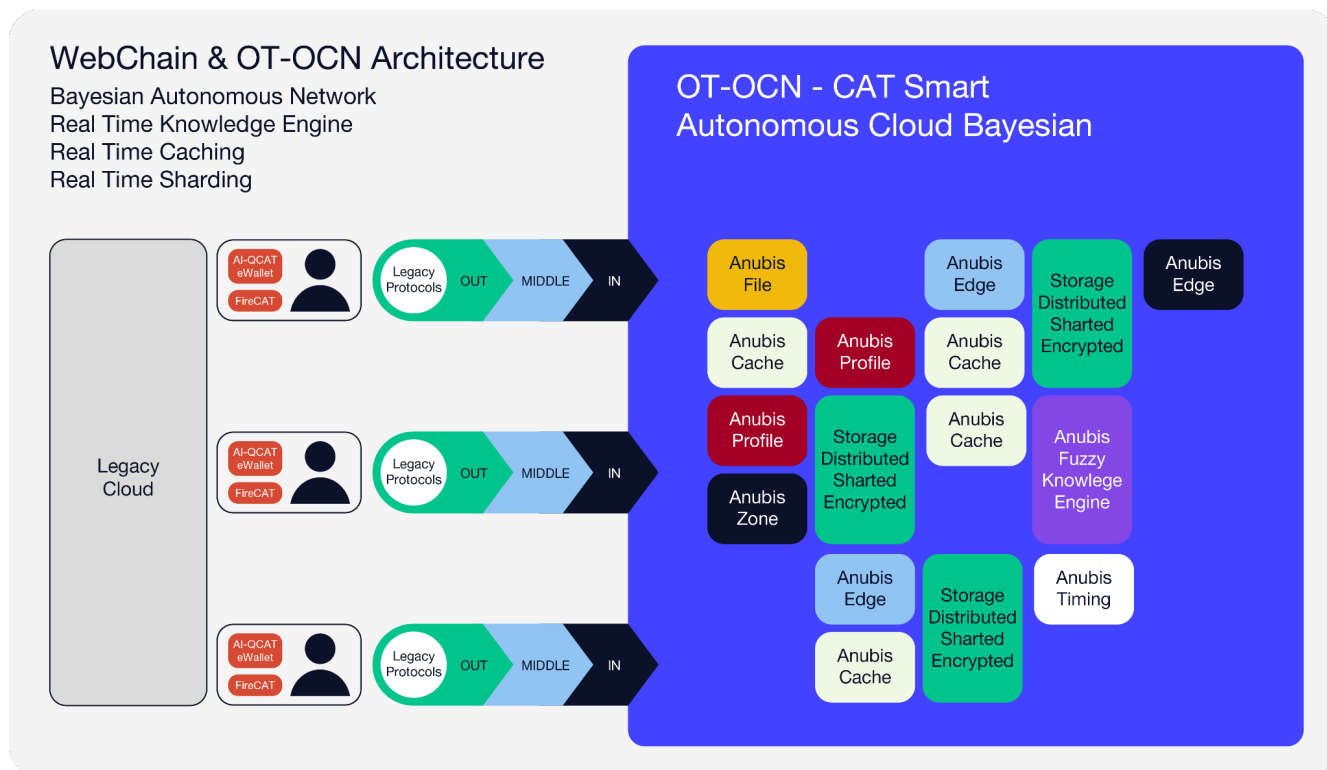 WebChain & OT-OCN Architecture
Bayesian Autonomous Network
Real Time Knowledge Engine
Real Time Caching
Real Time Sharding
OT-OCN - CAT Smart
Autonomous Cloud Bayesian
Legacy
Cloud
AI-QCAT
eWallet
FireCAT
Legacy
Protocols
OUT
MIDDLE
IN
AI-QCAT
eWallet
FireCAT
Legacy
Protocols
OUT
MIDDLE
IN
AI-QCAT
eWallet
FireCAT
Legacy
Protocols
OUT
MIDDLE
IN
Anubis
File
Anubis
Edge
Storage
Distributed
Sharted
Encrypted
Anubis
Edge
Anubis
Cache
Anubis
Profile
Anubis
Cache
Anubis
Profile
Storage
Distributed
Sharted
Encrypted
Anubis
Cache
Anubis
Fuzzy
Knowlege
Engine
Anubis
Zone
Anubis
Edge
Storage
Distributed
Sharted
Encrypted
Anubis
Timing
Anubis
Cache